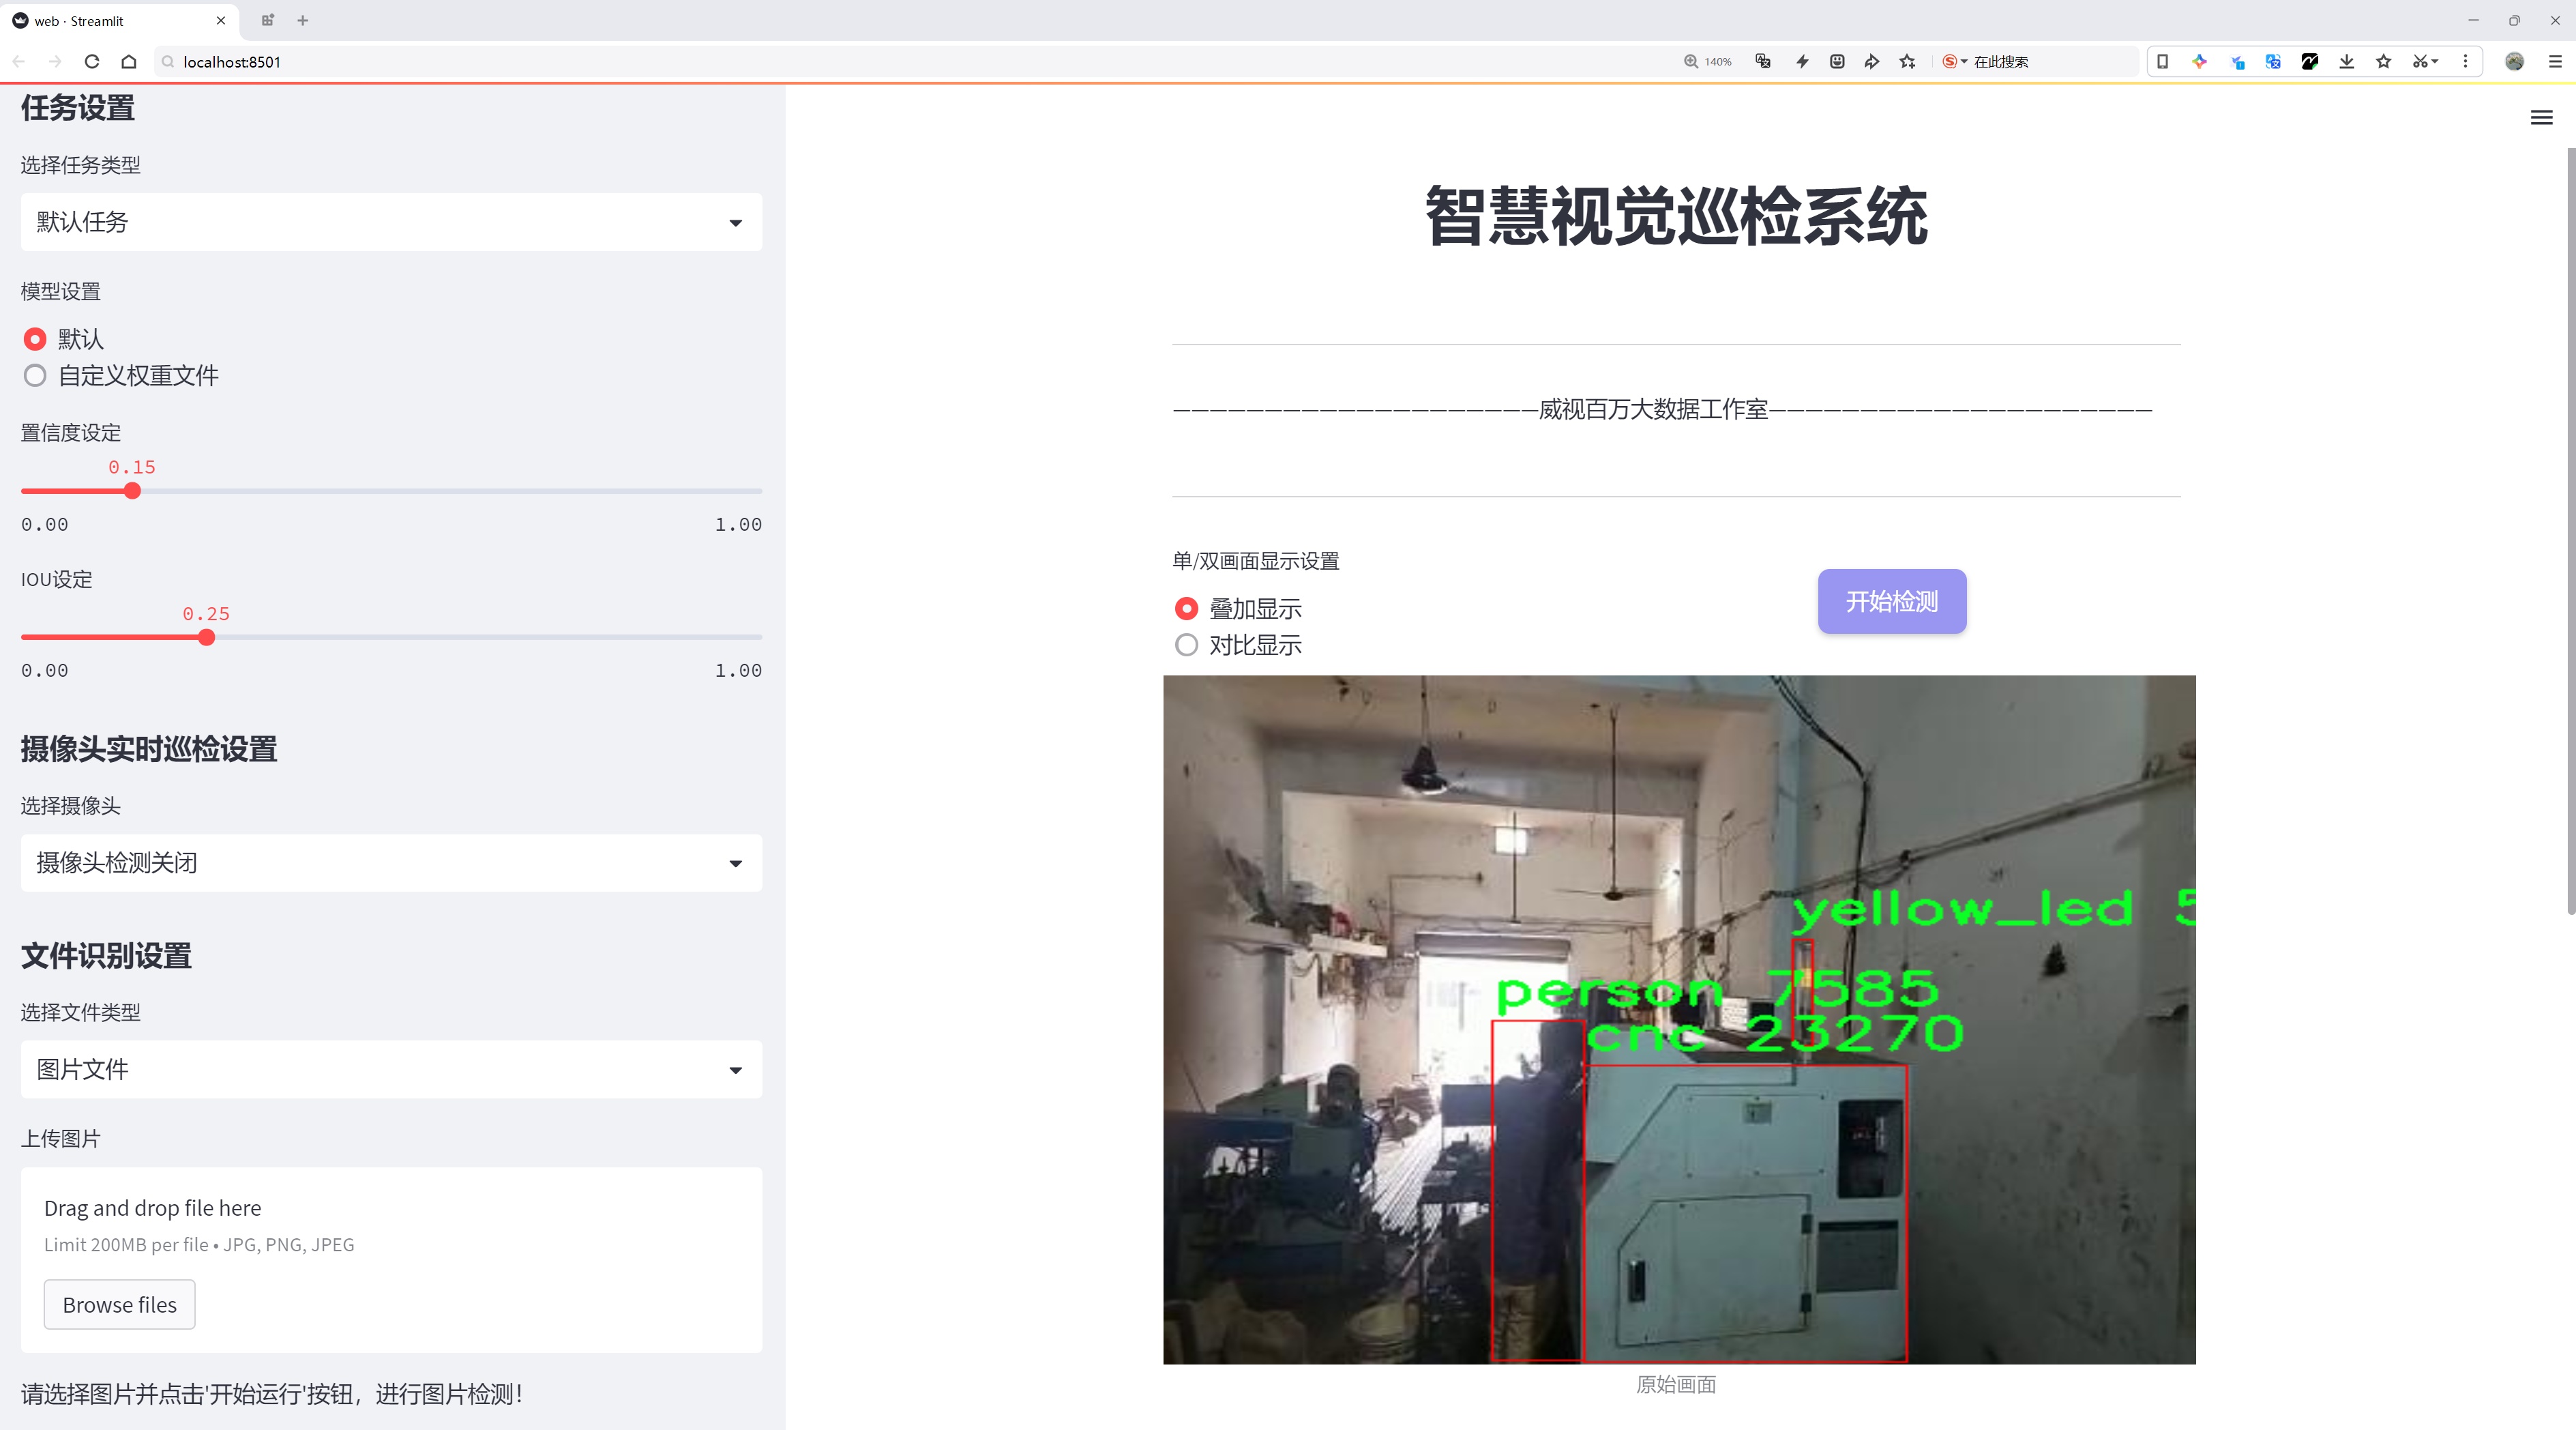 web · Streamlit
localhost:8501
140%
在此搜索
任务设置
选择任务类型
默认任务
模型设置
默认
自定义权重文件
置信度设定
0.15
0.00
1.00
IOU设定
0.25
0.00
1.00
摄像头实时巡检设置
选择摄像头
摄像头检测关闭
文件识别设置
选择文件类型
图片文件
上传图片
Drag and drop file here
Limit 200MB per file • JPG, PNG, JPEG
Browse files
请选择图片并点击'开始运行'按钮，进行图片检测！
智慧视觉巡检系统
————————————————————威视百万大数据工作室—————————————————————
单/双画面显示设置
叠加显示
对比显示
开始检测
yellow_led 5
person 7585
cnc 23270
原始画面